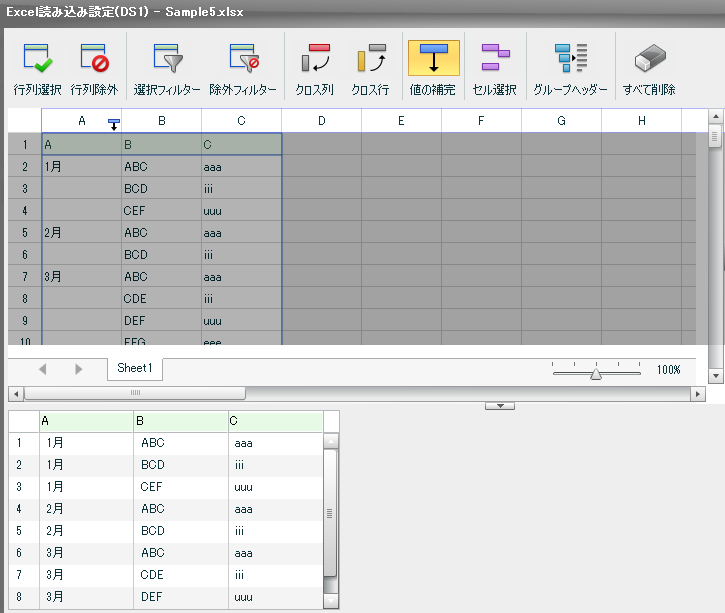 Excel読み込み設定(DS1) - Sample5.xlsx
行列選択 行列除外 選択フィルター 除外フィルター クロス列 クロス行 値の補完 セル選択 グループヘッダー すべて削除
A B C D E F G H
1 A B C
2 1月 ABC aaa
3 BCD iii
4 CEF uuu
5 2月 ABC aaa
6 BCD iii
7 3月 ABC aaa
8 CDE iii
9 DEF uuu
10 EFG eee
Sheet1 100%
A B C
1 1月 ABC aaa
2 1月 BCD iii
3 1月 CEF uuu
4 2月 ABC aaa
5 2月 BCD iii
6 3月 ABC aaa
7 3月 CDE iii
8 3月 DEF uuu